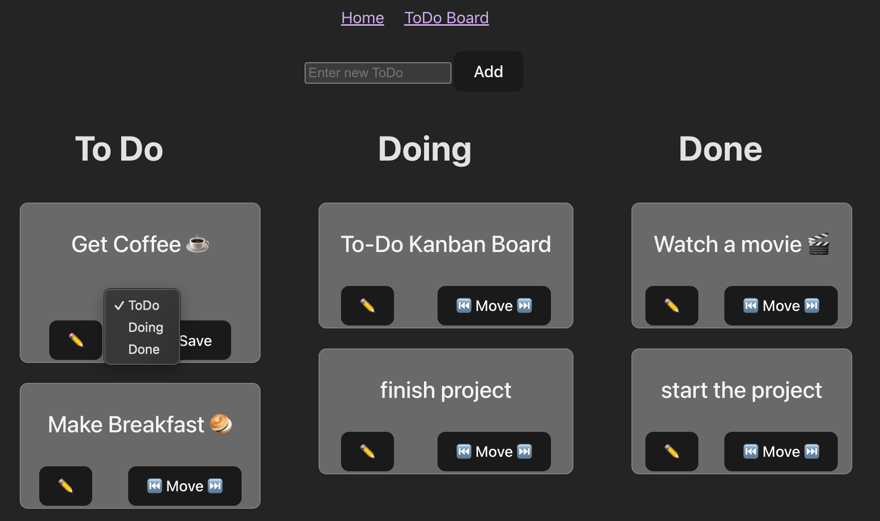 Home ToDo Board
Enter new ToDo Add
To Do
Get Coffee ☕
✓ ToDo
Doing
Done
✏️ Save
Make Breakfast 🥯
✏️ ⏮️ Move ⏭️
Doing
To-Do Kanban Board
✏️ ⏮️ Move ⏭️
finish project
✏️ ⏮️ Move ⏭️
Done
Watch a movie 🎬
✏️ ⏮️ Move ⏭️
start the project
✏️ ⏮️ Move ⏭️